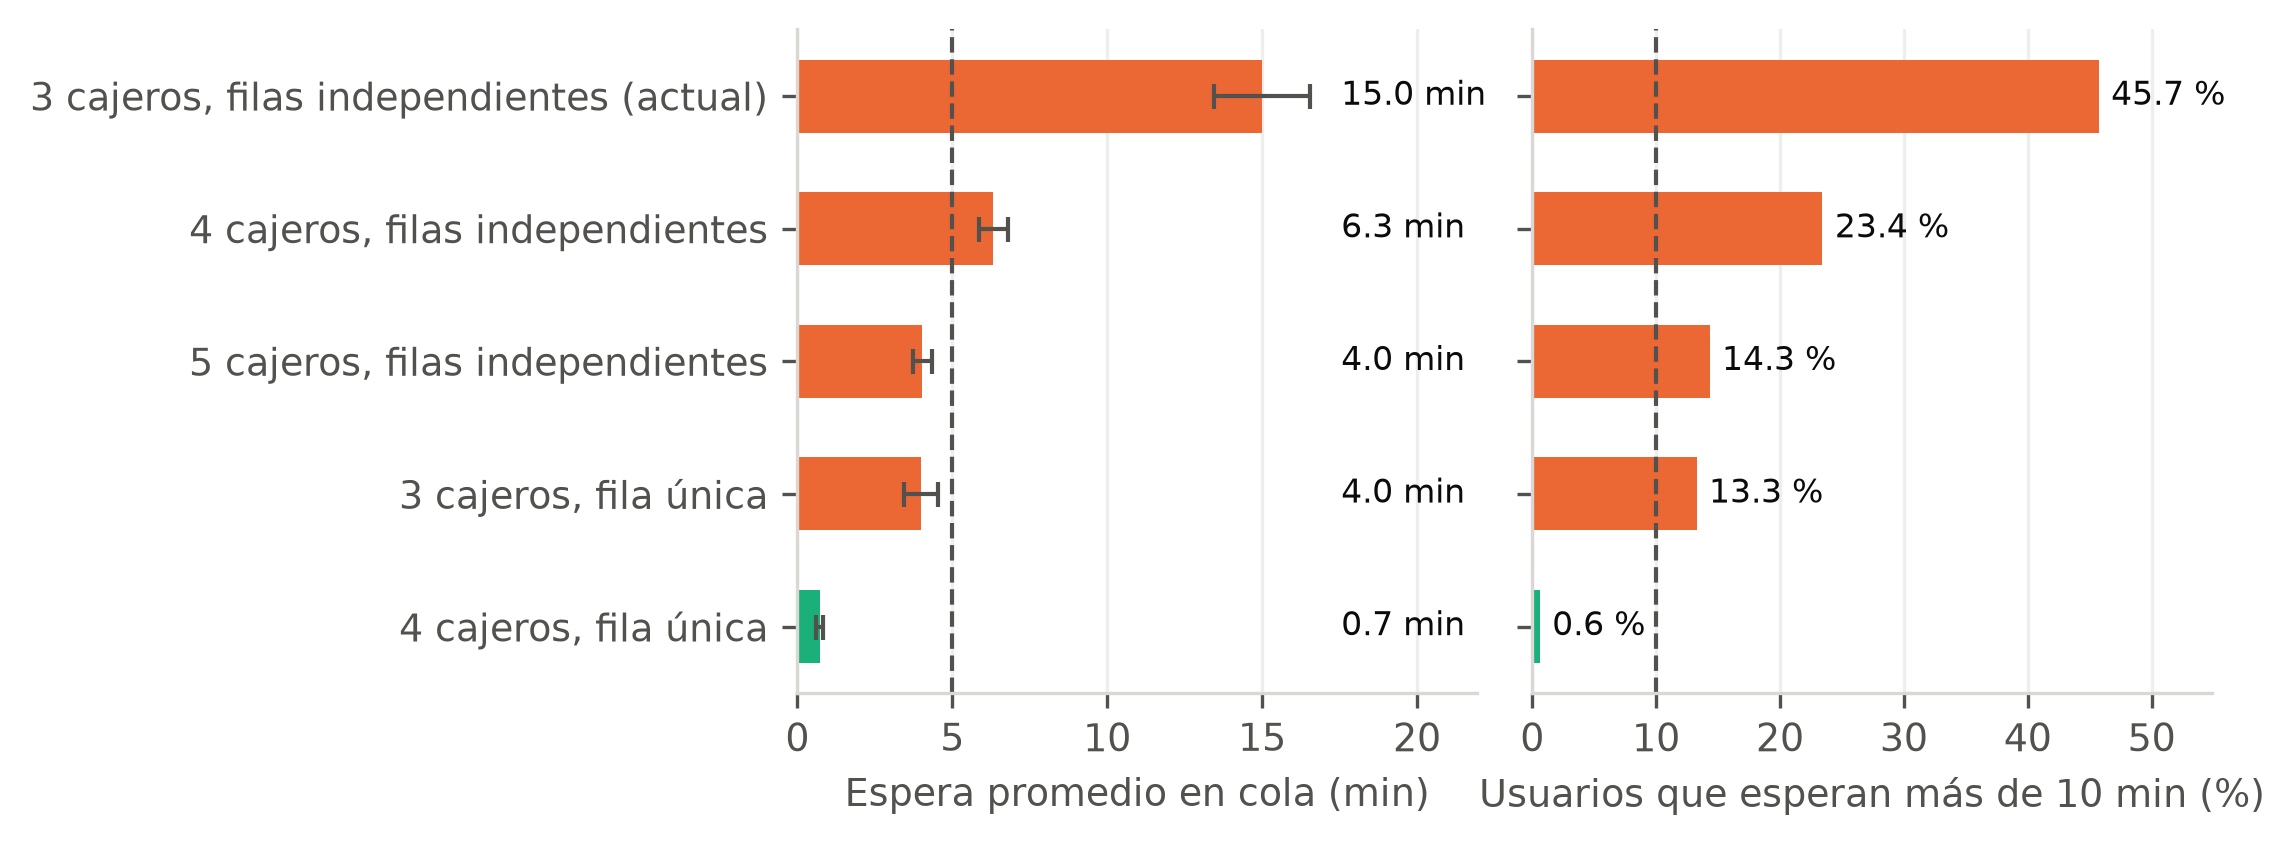 3 cajeros, filas independientes (actual)
15.0 min
45.7 %
4 cajeros, filas independientes
6.3 min
23.4 %
5 cajeros, filas independientes
4.0 min
14.3 %
3 cajeros, fila única
4.0 min
13.3 %
4 cajeros, fila única
0.7 min
0.6 %
0 5 10 15 20
0 10 20 30 40 50
Espera promedio en cola (min)
Usuarios que esperan más de 10 min (%)